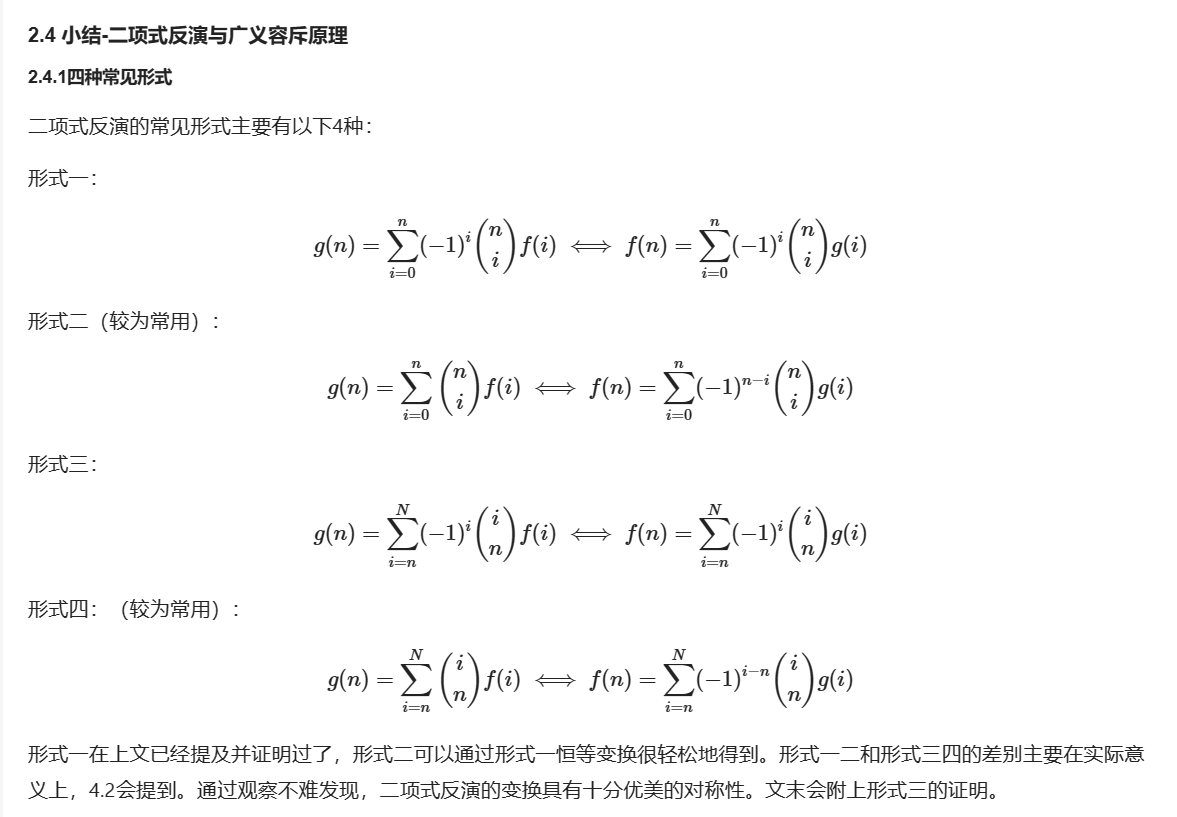 2.4 小结-二项式反演与广义容斥原理
2.4.1四种常见形式
二项式反演的常见形式主要有以下4种：
形式一：
$g(n) = \sum_{i=0}^{n} (-1)^i \binom{n}{i} f(i) \iff f(n) = \sum_{i=0}^{n} (-1)^i \binom{n}{i} g(i)$
形式二（较为常用）：
$g(n) = \sum_{i=0}^{n} \binom{n}{i} f(i) \iff f(n) = \sum_{i=0}^{n} (-1)^{n-i} \binom{n}{i} g(i)$
形式三：
$g(n) = \sum_{i=n}^{N} (-1)^i \binom{i}{n} f(i) \iff f(n) = \sum_{i=n}^{N} (-1)^i \binom{i}{n} g(i)$
形式四：（较为常用）：
$g(n) = \sum_{i=n}^{N} \binom{i}{n} f(i) \iff f(n) = \sum_{i=n}^{N} (-1)^{i-n} \binom{i}{n} g(i)$
形式一在上文已经提及并证明过了，形式二可以通过形式一恒等变换很轻松地得到。形式一二和形式三四的差别主要在实际意
义上，4.2会提到。通过观察不难发现，二项式反演的变换具有十分优美的对称性。文末会附上形式三的证明。